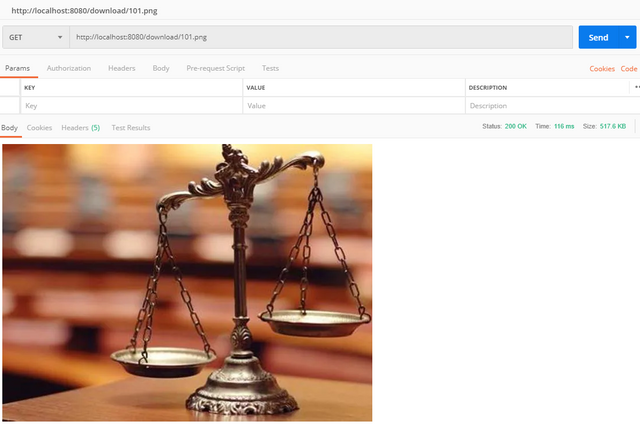 http://localhost:8080/download/101.png
GET http://localhost:8080/download/101.png Send
Params Authorization Headers Body Pre-request Script Tests Cookies Code
KEY VALUE DESCRIPTION
Key Value Description
Body Cookies Headers (5) Test Results Status: 200 OK Time: 116 ms Size: 517.6 KB